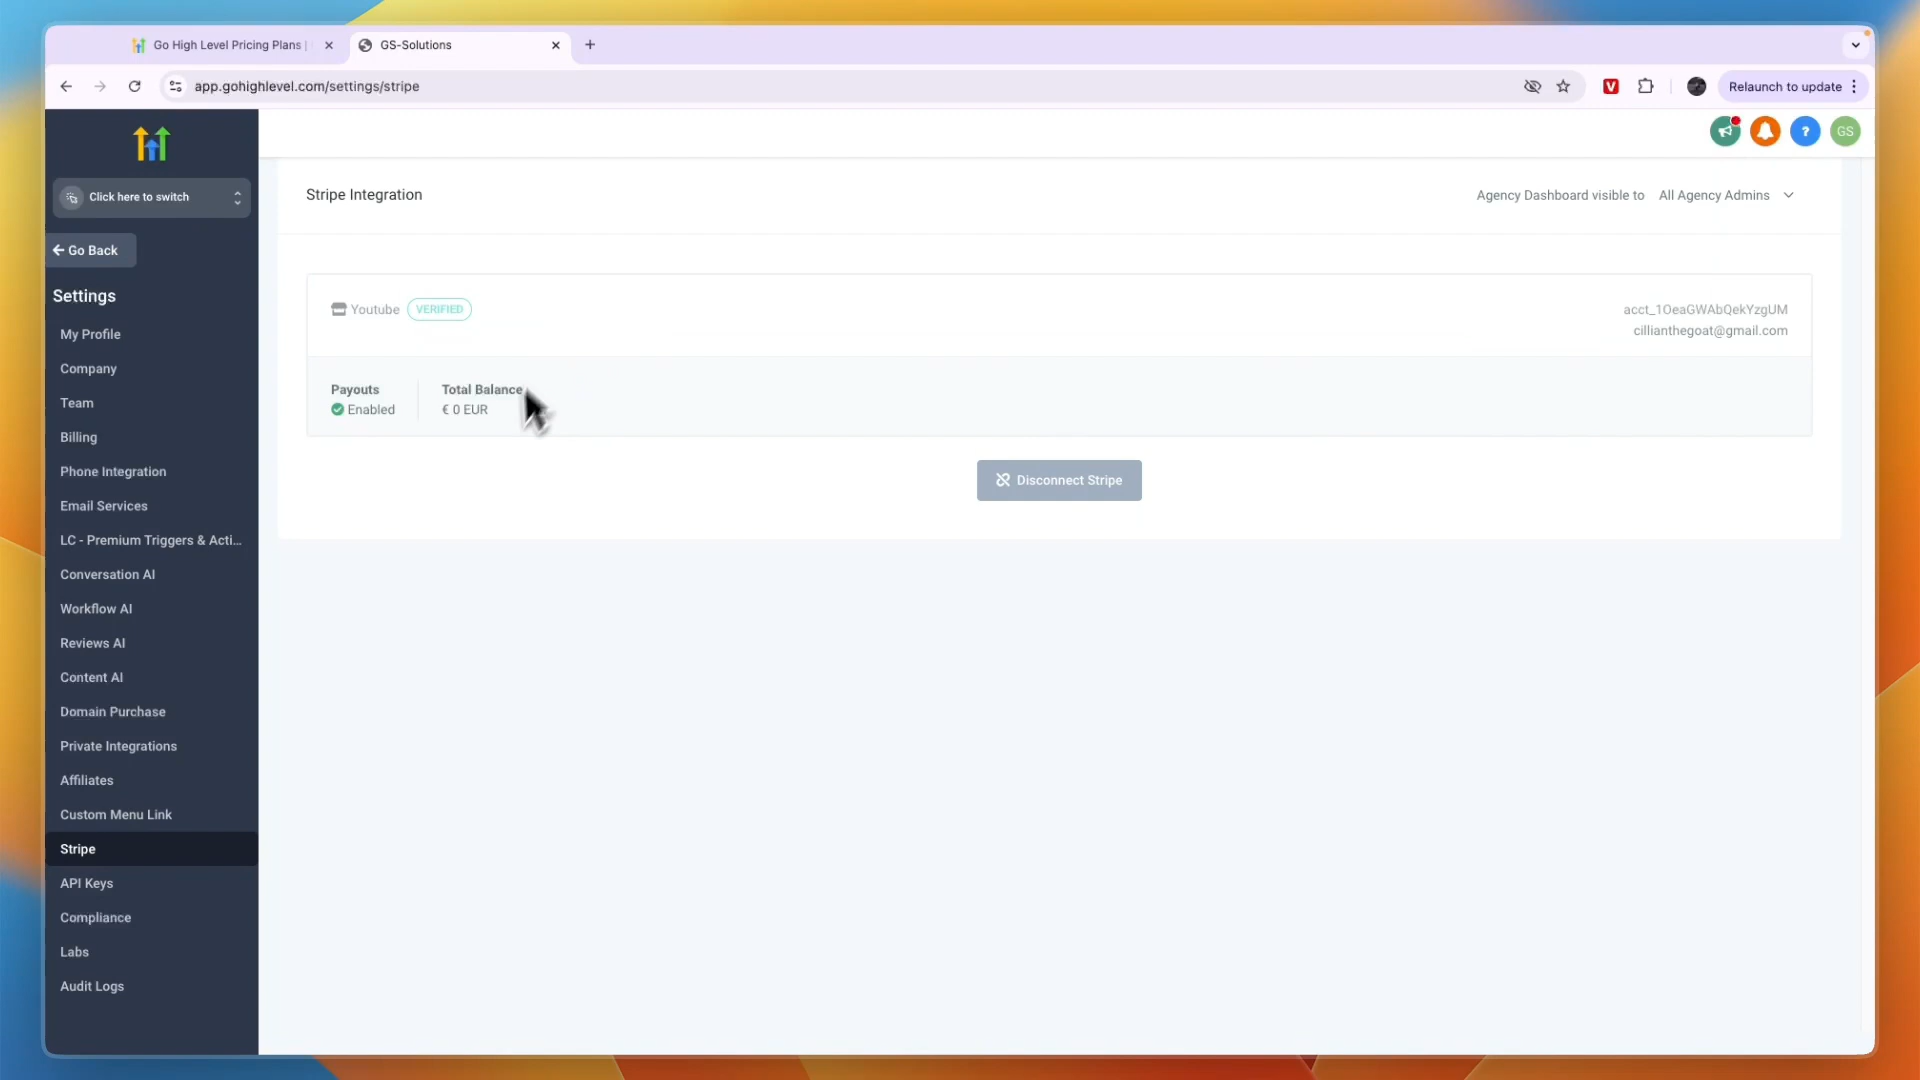 Go High Level Pricing Plans |
GS-Solutions
app.gohighlevel.com/settings/stripe
V
Relaunch to update
?
GS
Click here to switch
Go Back
Settings
My Profile
Company
Team
Billing
Phone Integration
Email Services
LC - Premium Triggers & Acti...
Conversation AI
Workflow AI
Reviews AI
Content AI
Domain Purchase
Private Integrations
Affiliates
Custom Menu Link
Stripe
API Keys
Compliance
Labs
Audit Logs
Stripe Integration
Agency Dashboard visible to All Agency Admins
Youtube VERIFIED
acct_1OeaGWAbQekYzgUM
cillianthegoat@gmail.com
Payouts
Enabled
Total Balance
€ 0 EUR
Disconnect Stripe